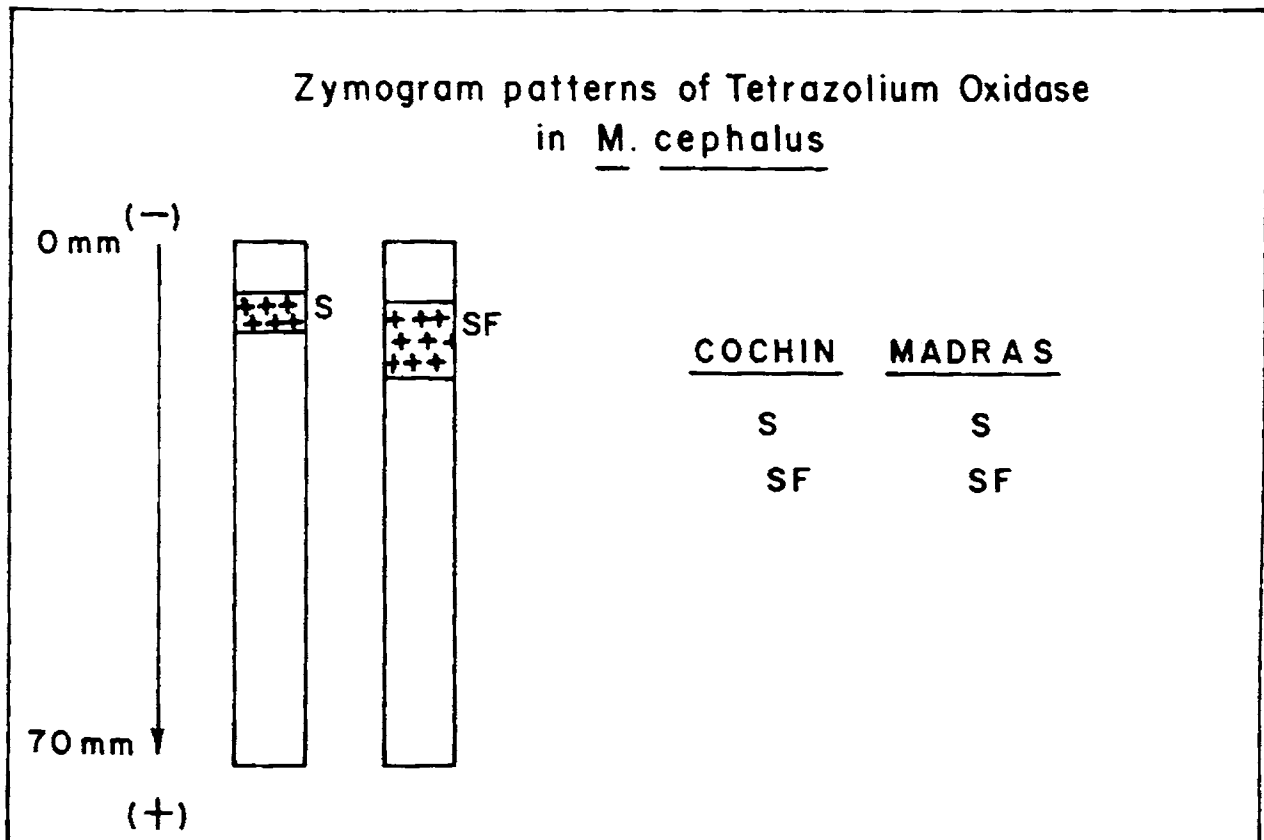 Zymogram patterns of Tetrazolium Oxidase
in M. cephalus
(−)
0 mm
S
SF
COCHIN MADRAS
S S
SF SF
70 mm
(+)